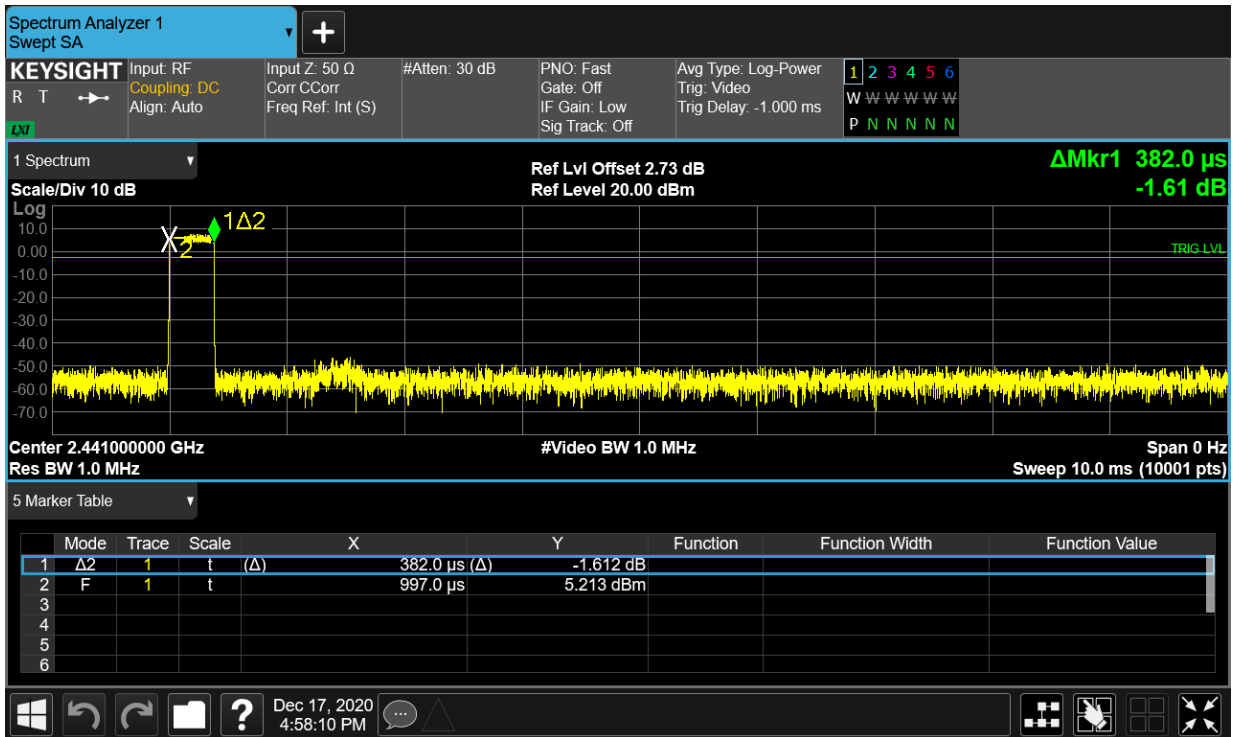 Spectrum Analyzer 1
Swept SA
+
KEYSIGHT
R T
LXI
Input: RF
Coupling: DC
Align: Auto
Input Z: 50 Ω
Corr CCorr
Freq Ref: Int (S)
#Atten: 30 dB
PNO: Fast
Gate: Off
IF Gain: Low
Sig Track: Off
Avg Type: Log-Power
Trig: Video
Trig Delay: -1.000 ms
1 2 3 4 5 6
W W W W W W
P N N N N N
1 Spectrum
Scale/Div 10 dB
Log
Ref Lvl Offset 2.73 dB
Ref Level 20.00 dBm
ΔMkr1 382.0 µs
-1.61 dB
10.0
0.00
-10.0
-20.0
-30.0
-40.0
-50.0
-60.0
-70.0
X
2
1Δ2
TRIG LVL
Center 2.441000000 GHz
#Video BW 1.0 MHz
Span 0 Hz
Res BW 1.0 MHz
Sweep 10.0 ms (10001 pts)
5 Marker Table
Mode Trace Scale X Y Function Function Width Function Value
1 Δ2 1 t (Δ) 382.0 µs (Δ) -1.612 dB
2 F 1 t 997.0 µs 5.213 dBm
3
4
5
6
?
Dec 17, 2020
4:58:10 PM